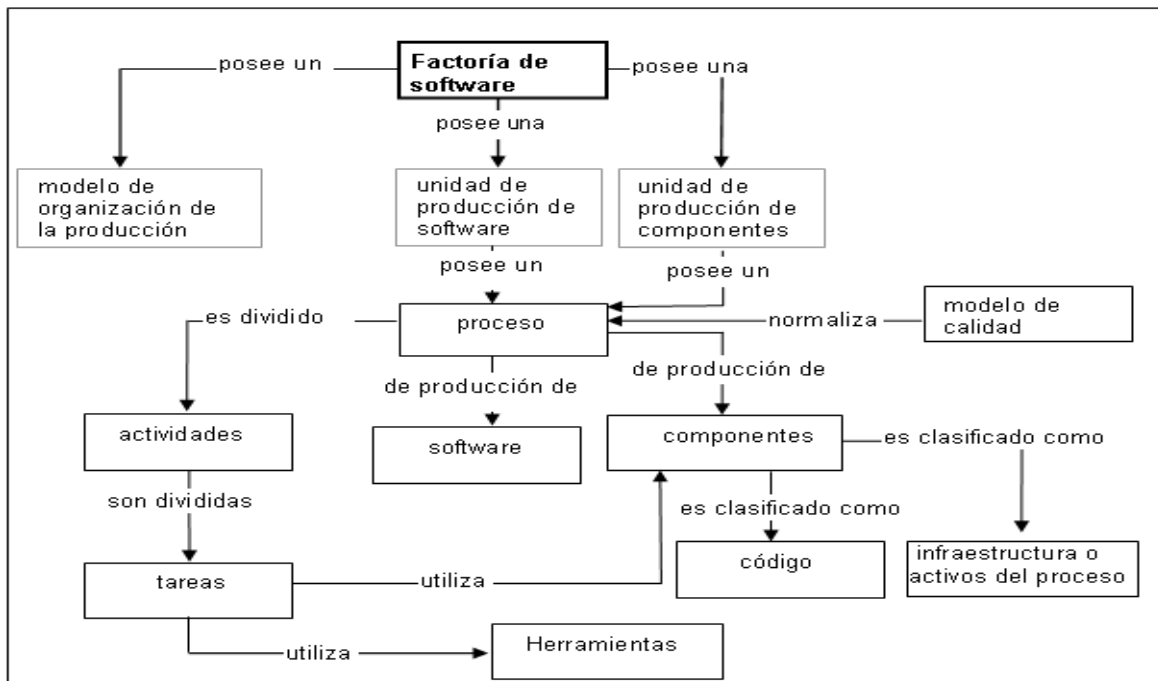 posee un
Factoría de
software
posee una
posee una
modelo de
organización de
la producción
unidad de
producción de
software
unidad de
producción de
componentes
posee un
posee un
es dividido
proceso
normaliza
modelo de
calidad
de producción de
de producción de
actividades
software
componentes
es clasificado como
son divididas
es clasificado como
tareas
utiliza
código
infraestructura o
activos del proceso
utiliza
Herramientas